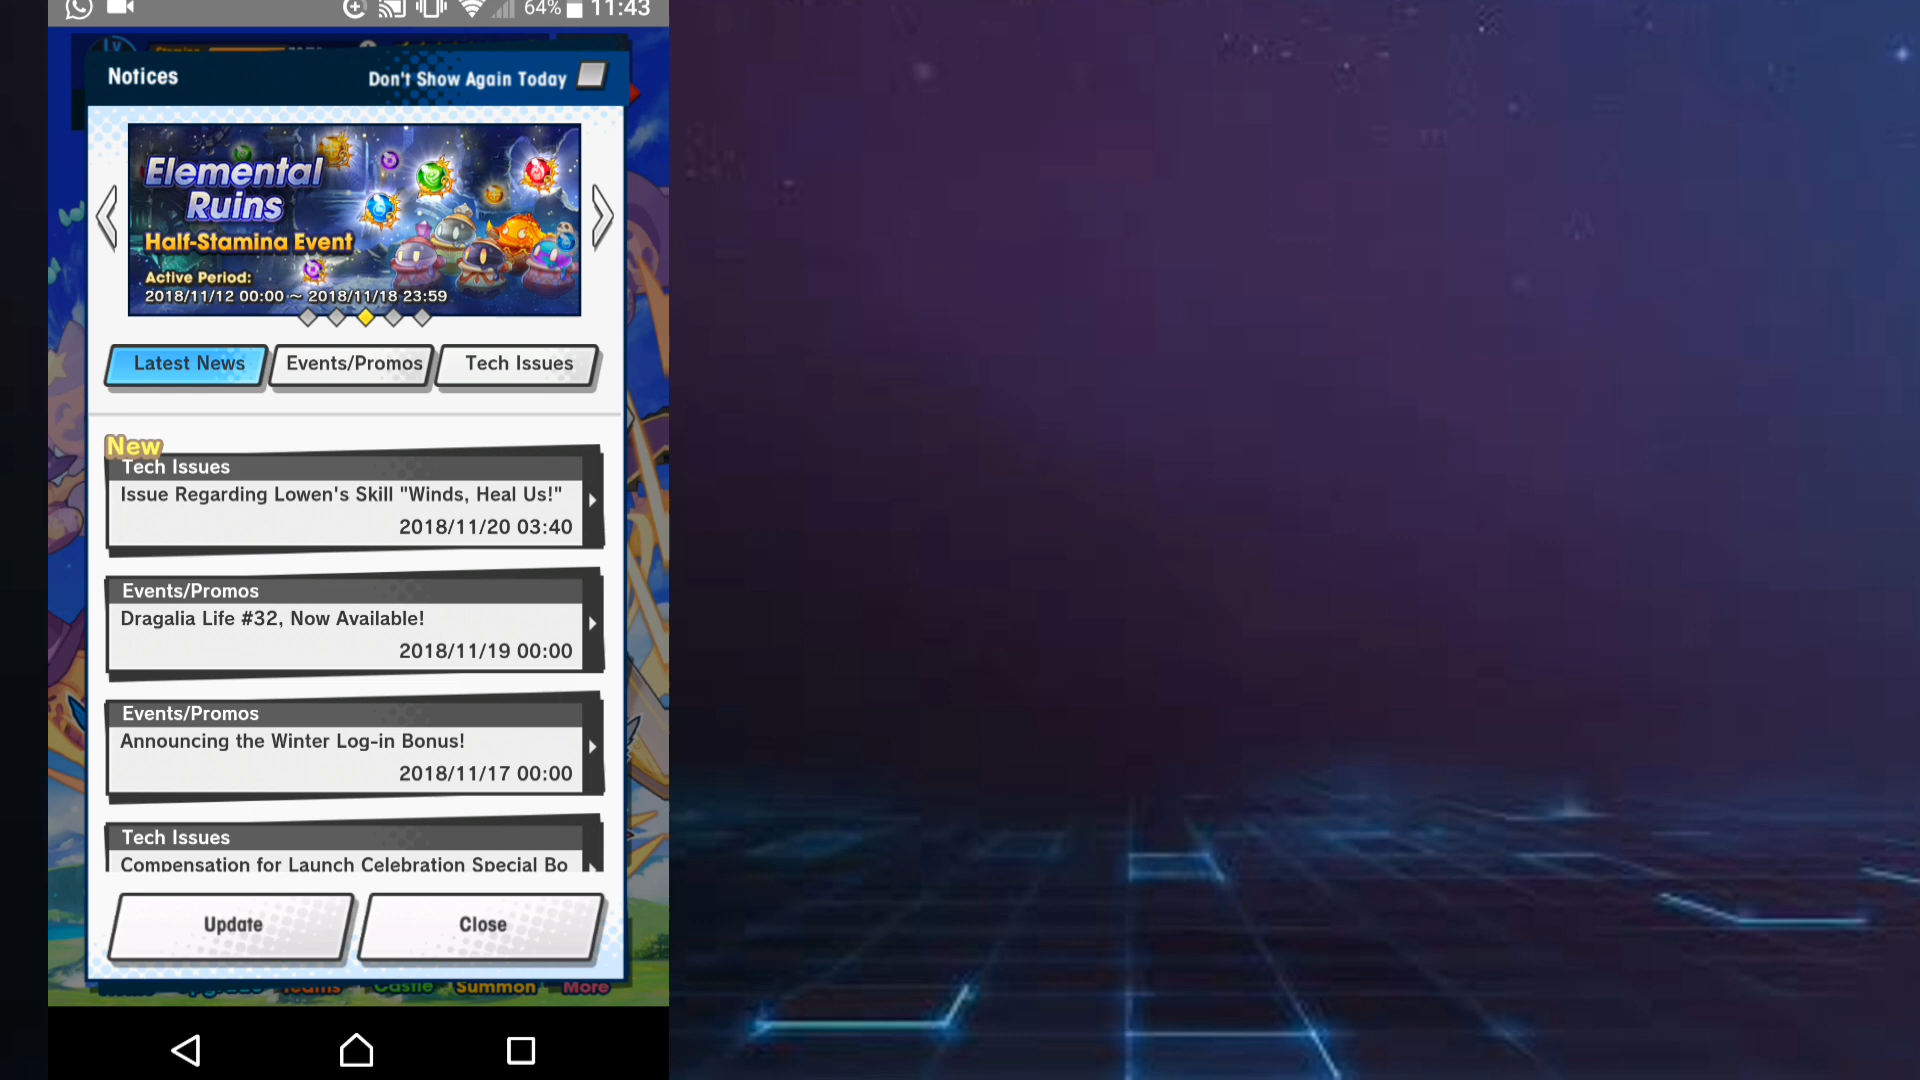 64% 11:43
Notices
Don't Show Again Today
Elemental
Ruins
Half-Stamina Event
Active Period:
2018/11/12 00:00 ~ 2018/11/18 23:59
Latest News
Events/Promos
Tech Issues
New
Tech Issues
Issue Regarding Lowen's Skill "Winds, Heal Us!"
2018/11/20 03:40
Events/Promos
Dragalia Life #32, Now Available!
2018/11/19 00:00
Events/Promos
Announcing the Winter Log-in Bonus!
2018/11/17 00:00
Tech Issues
Compensation for Launch Celebration Special Bo
Update
Close
Upgrade Teams Castle Summon More